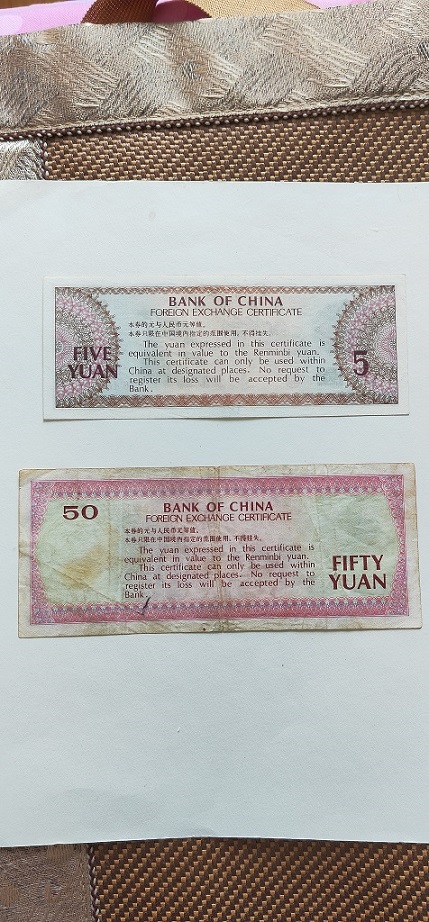 BANK OF CHINA
FOREIGN EXCHANGE CERTIFICATE
本券的元与人民币元等值。
本券只限在中国境内指定的范围使用，不得挂失。
The yuan expressed in this certificate is
equivalent in value to the Renminbi yuan.
This certificate can only be used within
China at designated places. No request to
register its loss will be accepted by the
Bank.
FIVE
YUAN
5
50
BANK OF CHINA
FOREIGN EXCHANGE CERTIFICATE
本券的元与人民币元等值。
本券只限在中国境内指定的范围使用，不得挂失。
The yuan expressed in this certificate is
equivalent in value to the Renminbi yuan.
This certificate can only be used within
China at designated places. No request to
register its loss will be accepted by the
Bank.
FIFTY
YUAN